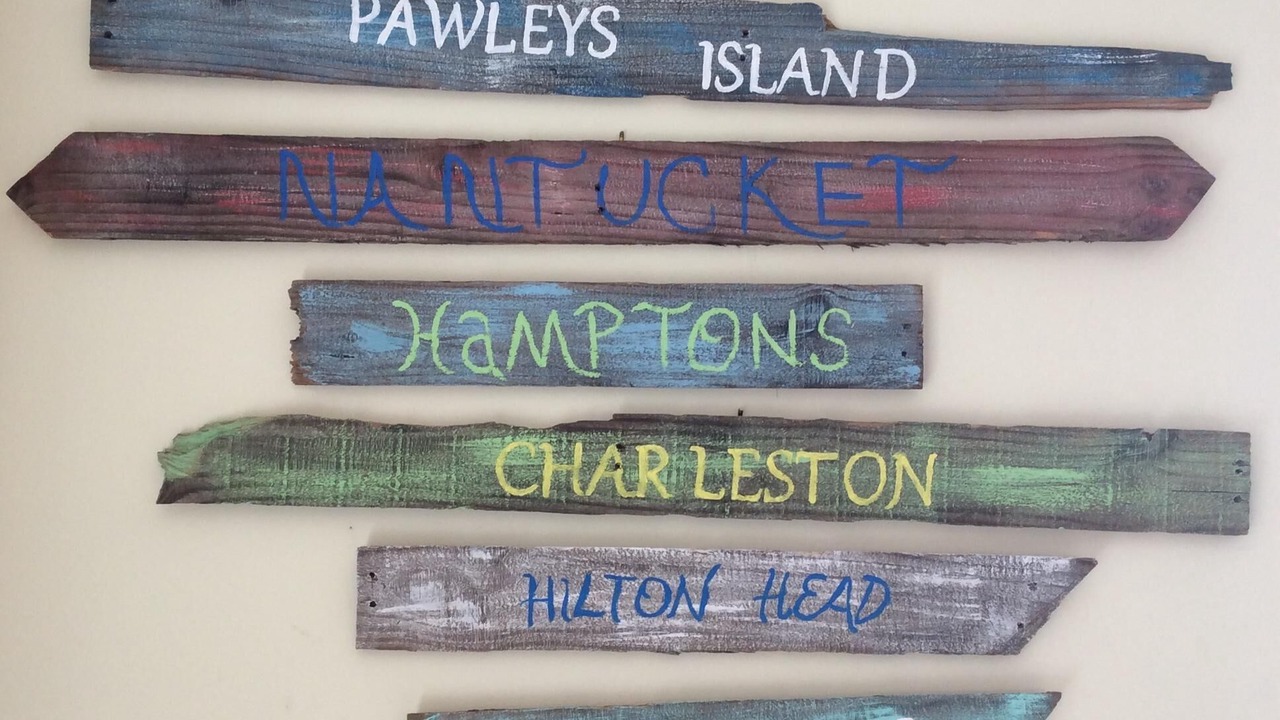 PAWLEYS ISLAND
NANTUCKET
HaMPTONS
CHARLESTON
HiLTON HEAD